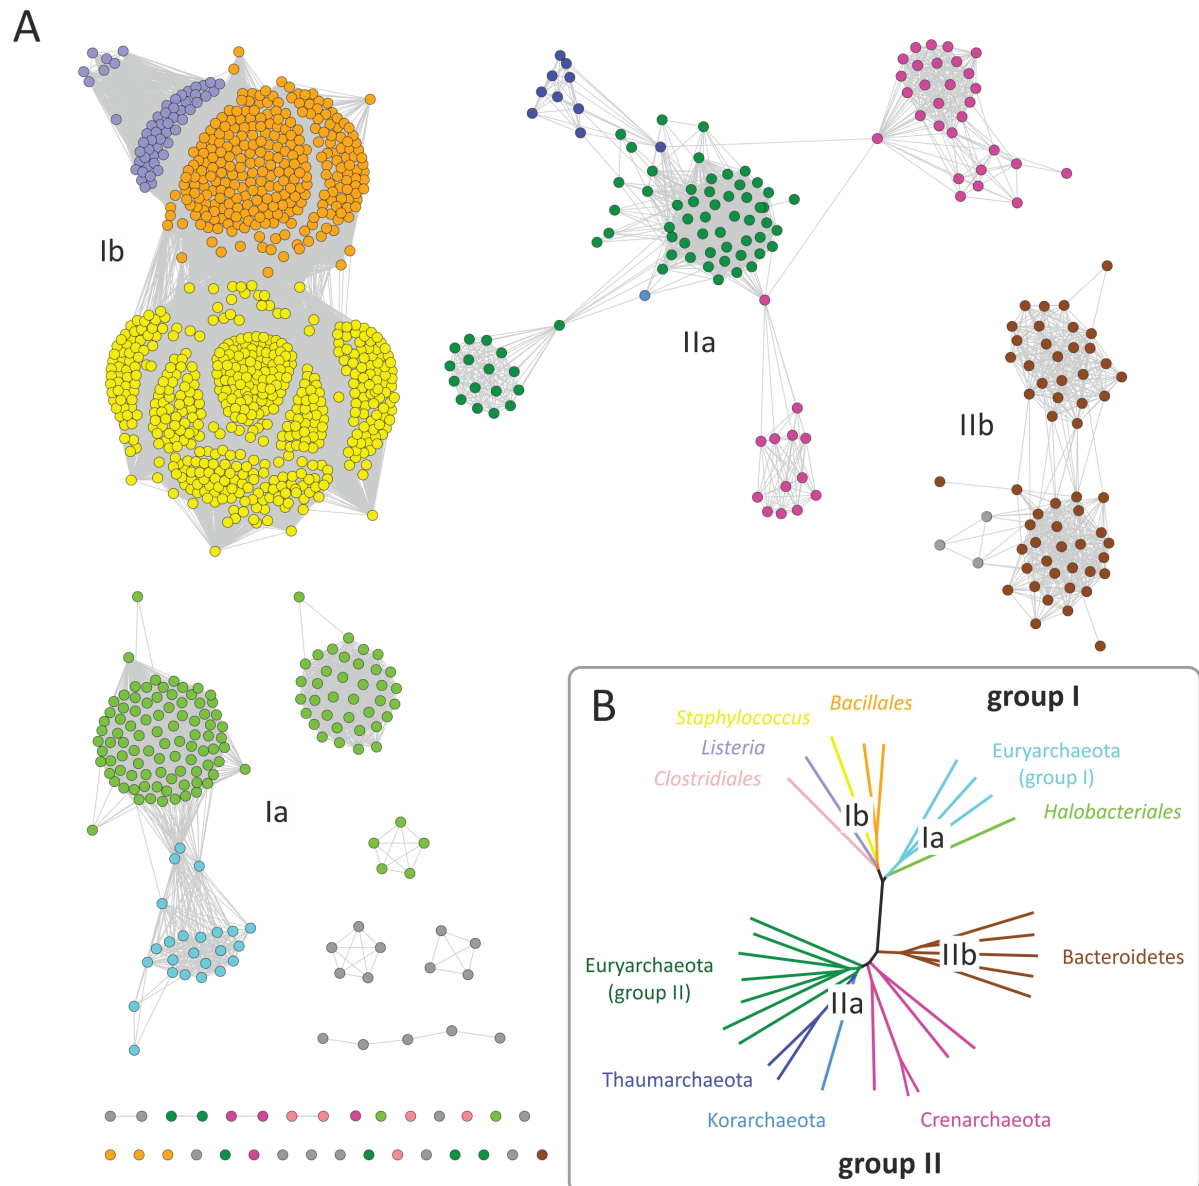 A
Ib
IIa
IIb
Ia
B
group I
Bacillales
Staphylococcus
Listeria
Clostridiales
Euryarchaeota
(group I)
Halobacteriales
Ib
Ia
IIb
Bacteroidetes
Euryarchaeota
(group II)
IIa
Thaumarchaeota
Korarchaeota
Crenarchaeota
group II